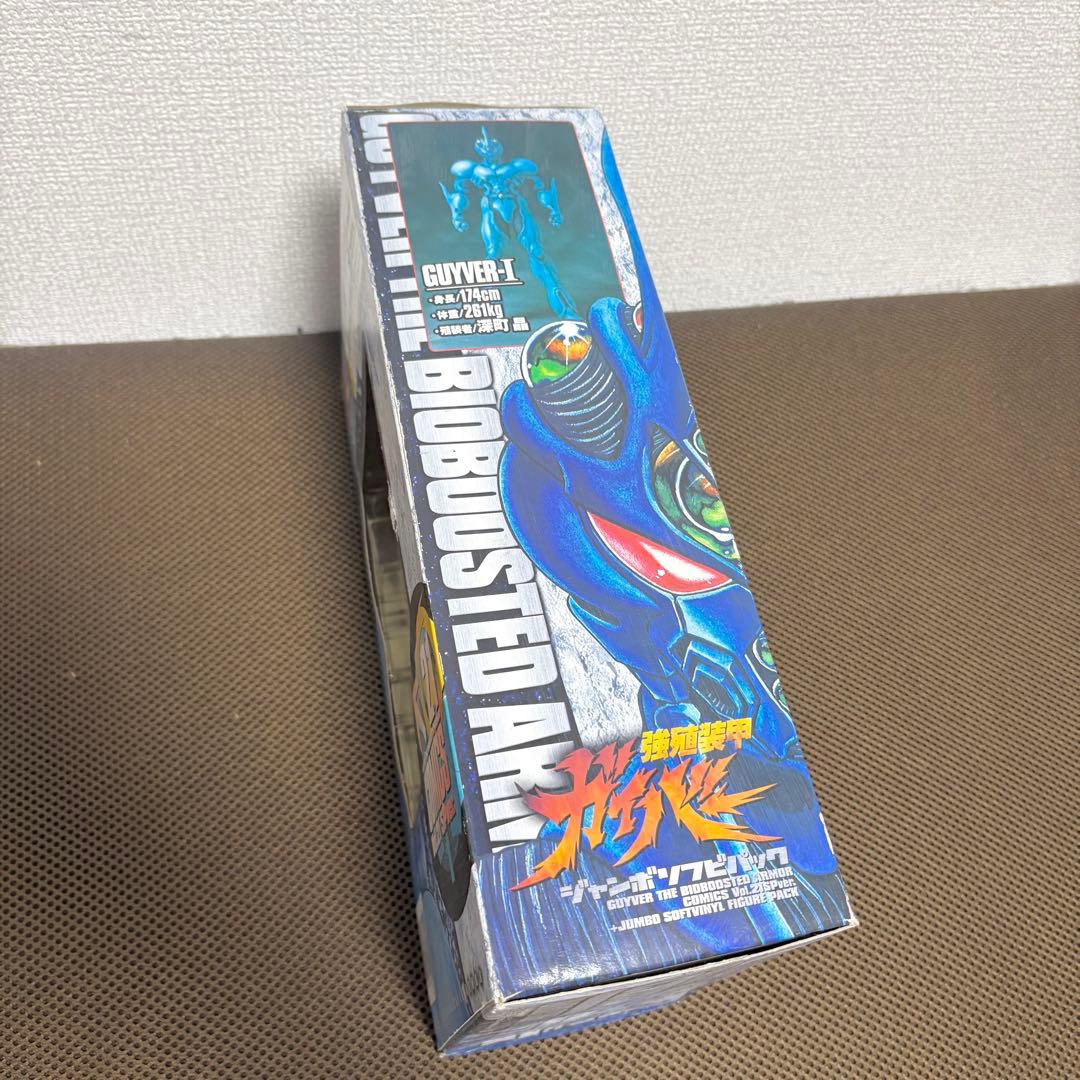 GUYVER THE BIOBOOSTED ARM
GUYVER-I
・身長/174cm
・体重/261kg
・殖装者/深町 晶
強殖装甲
ガイバー
ジャンボソフビパック
GUYVER THE BIOBOOSTED ARMOR
COMICS Vol.21SPver.
+JUMBO SOFTVINYL FIGURE PACK